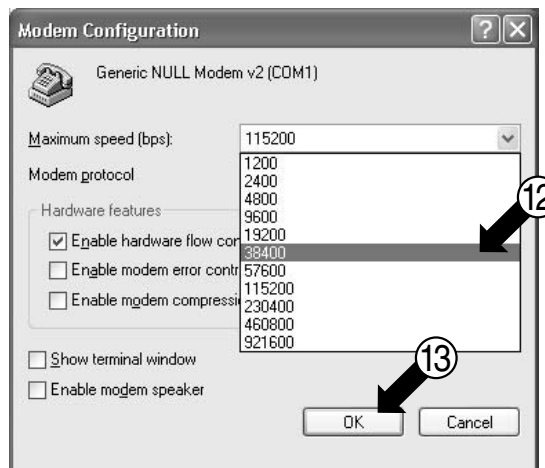 Modem Configuration
Generic NULL Modem v2 (COM1)
Maximum speed (bps): 115200
1200
Modem protocol
2400
4800
12
Hardware features
9600
19200
Enable hardware flow con
38400
Enable modem error contr
57600
115200
Enable modem compressi
230400
460800
921600
Show terminal window
13
Enable modem speaker
OK Cancel